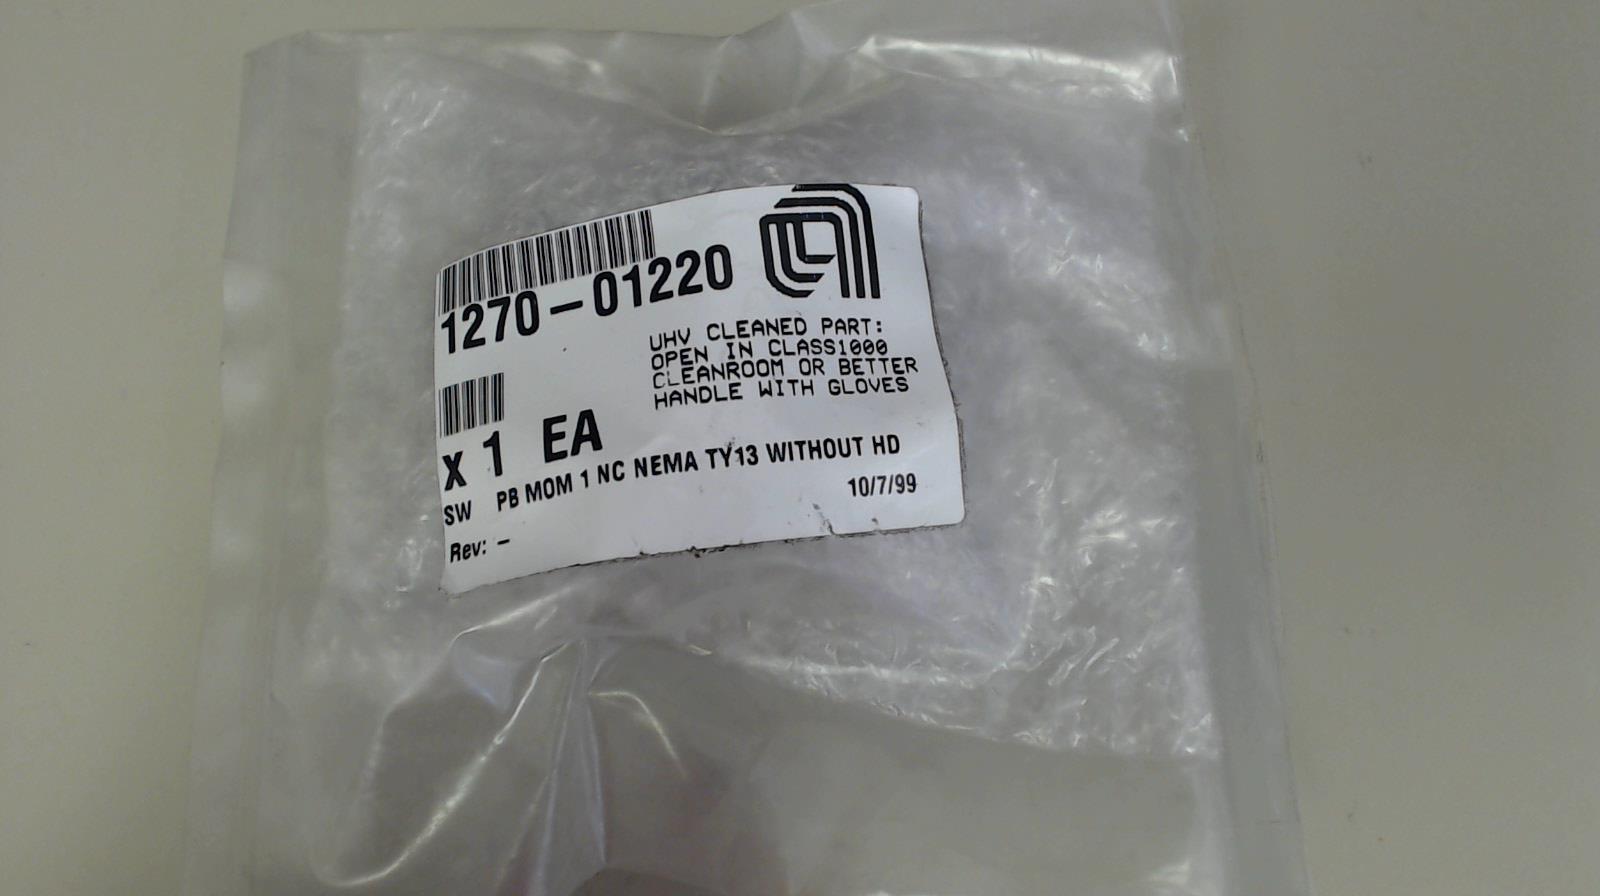 1270-01220
UHV CLEANED PART:
OPEN IN CLASS1000
CLEANROOM OR BETTER
HANDLE WITH GLOVES
x 1 EA
SW PB MOM 1 NC NEMA TY13 WITHOUT HD
10/7/99
Rev: -